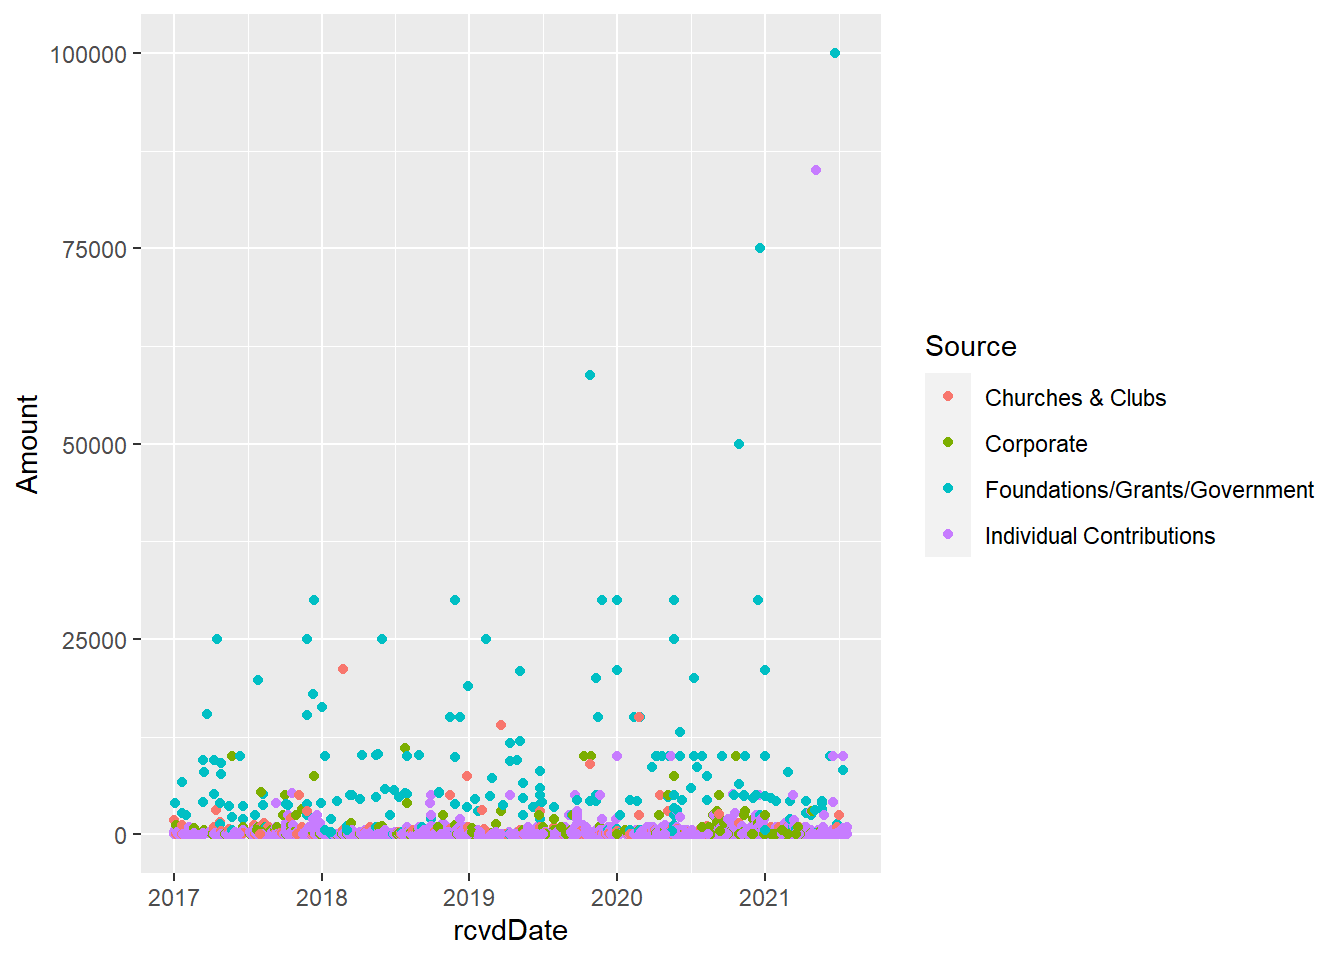 100000
75000
50000
25000
0
Amount
2017 2018 2019 2020 2021
rcvdDate
Source
Churches & Clubs
Corporate
Foundations/Grants/Government
Individual Contributions